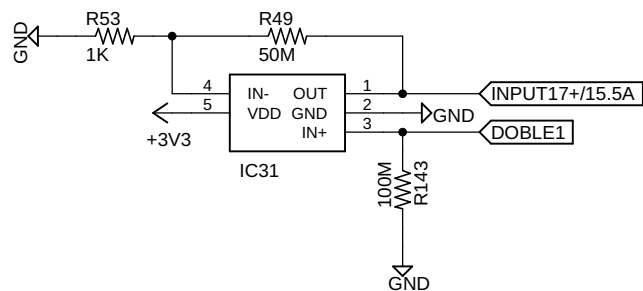 R53
R49
GND
1K
50M
4
IN-
OUT
1
INPUT17+/15.5A
5
VDD
GND
2
GND
IN+
3
DOBLE1
+3V3
IC31
100M
R143
GND